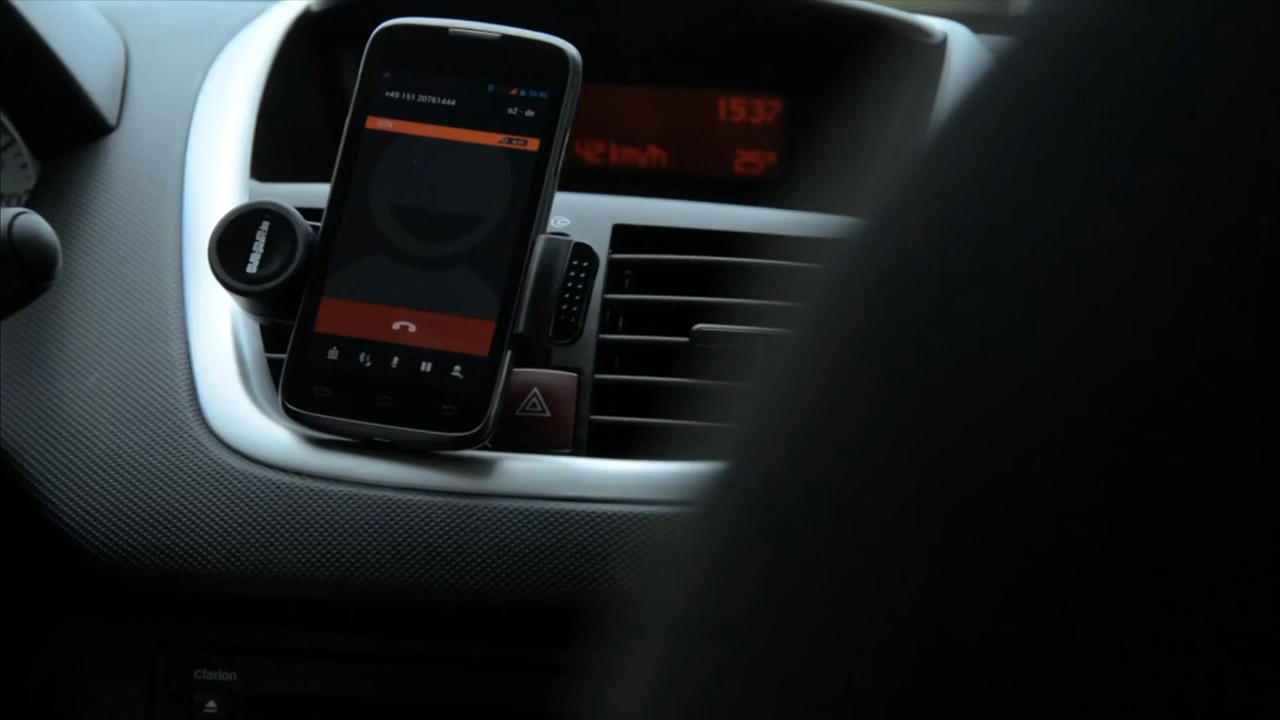 +49 151 20761444
o2 - de
15:37
42 km/h
25°
clarion